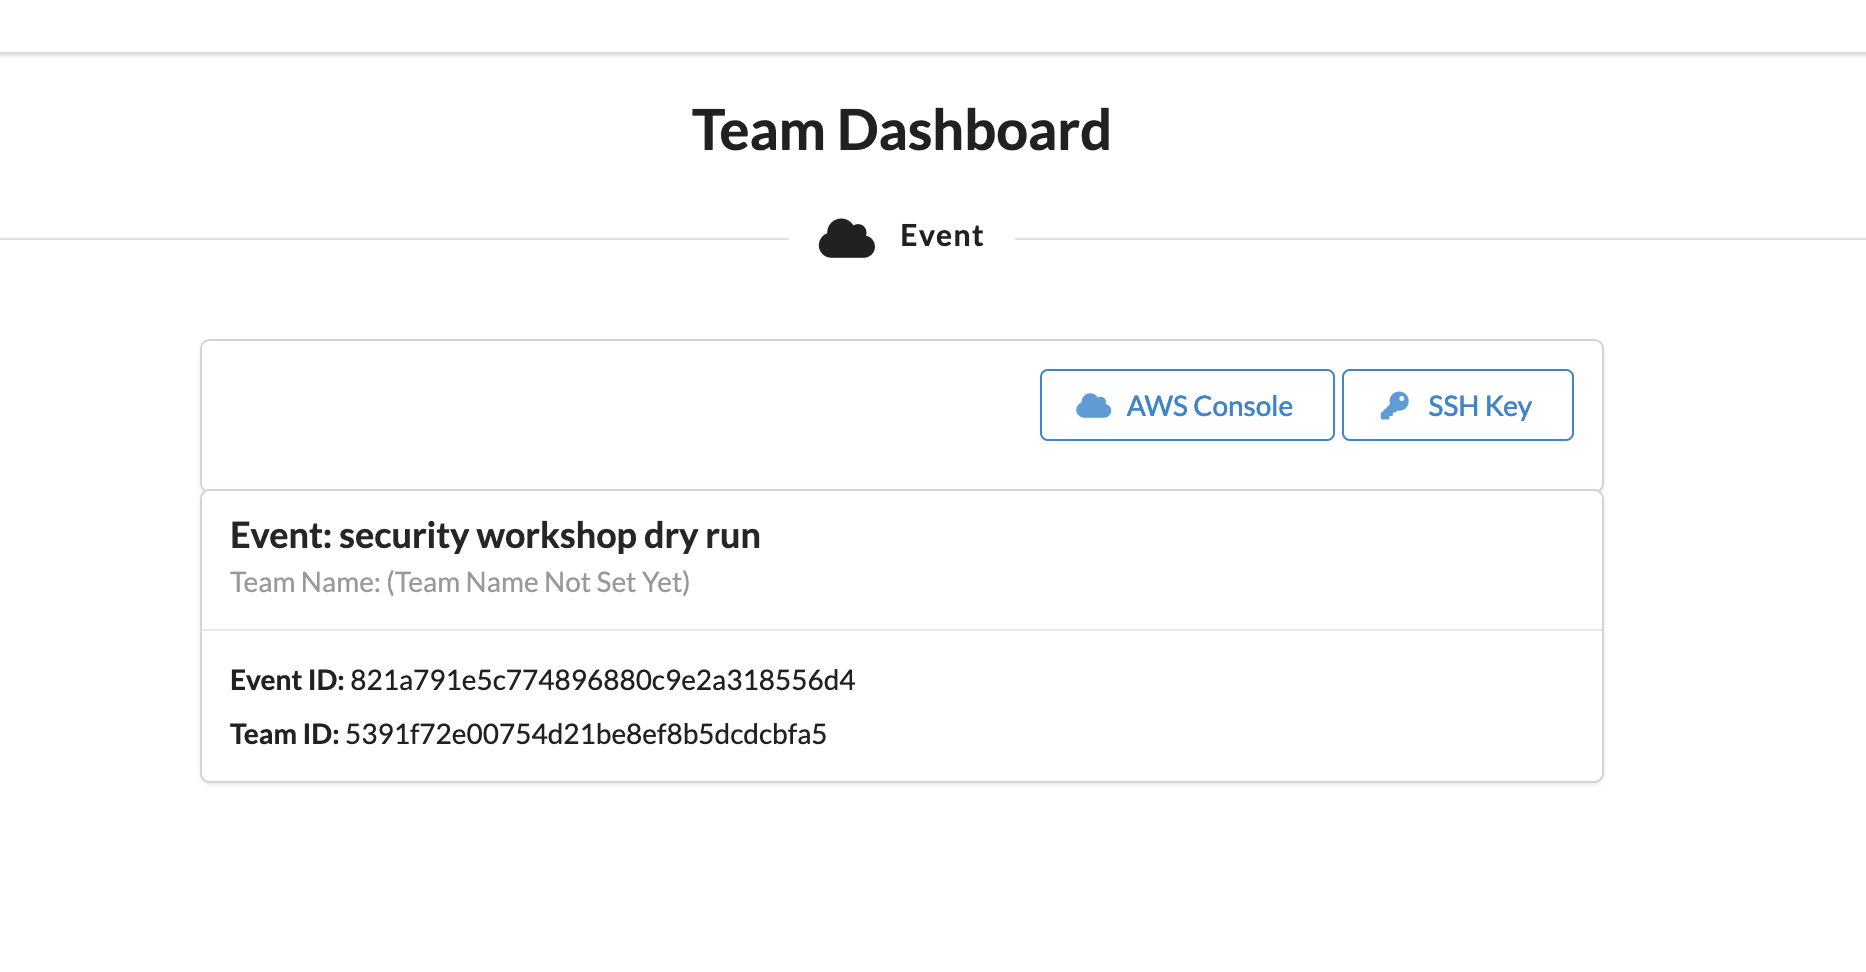 Team Dashboard
Event
AWS Console
SSH Key
Event: security workshop dry run
Team Name: (Team Name Not Set Yet)
Event ID: 821a791e5c774896880c9e2a318556d4
Team ID: 5391f72e00754d21be8ef8b5dcdcbfa5